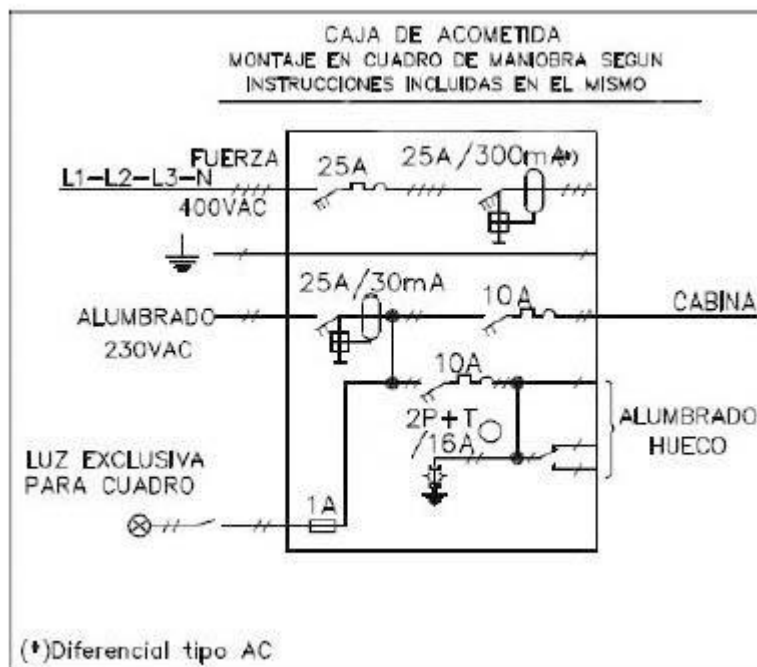 CAJA DE ACOMETIDA
MONTAJE EN CUADRO DE MANIOBRA SEGUN
INSTRUCCIONES INCLUIDAS EN EL MISMO
FUERZA
L1-L2-L3-N
400VAC
25A
25A/300mA(*)
25A/30mA
ALUMBRADO
230VAC
10A
CABINA
10A
2P+T
/16A
ALUMBRADO
HUECO
LUZ EXCLUSIVA
PARA CUADRO
1A
(*)Diferencial tipo AC